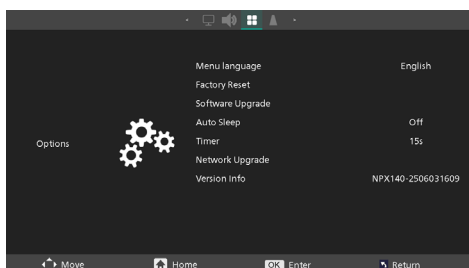 Menu language English
Factory Reset
Software Upgrade
Auto Sleep Off
Options
Timer 15s
Network Upgrade
Version Info NPX140-2506031609
Move Home OK Enter Return